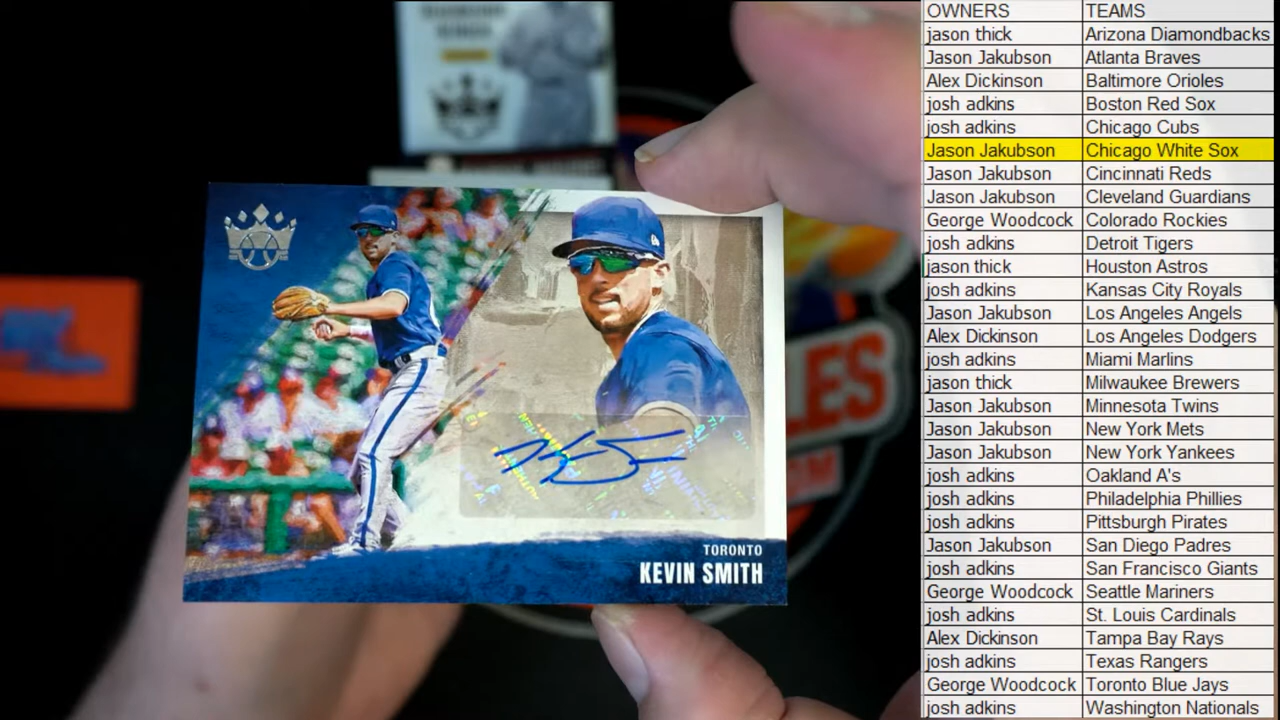 TORONTO
KEVIN SMITH
LES
OWNERS TEAMS
jason thick Arizona Diamondbacks
Jason Jakubson Atlanta Braves
Alex Dickinson Baltimore Orioles
josh adkins Boston Red Sox
josh adkins Chicago Cubs
Jason Jakubson Chicago White Sox
Jason Jakubson Cincinnati Reds
Jason Jakubson Cleveland Guardians
George Woodcock Colorado Rockies
josh adkins Detroit Tigers
jason thick Houston Astros
josh adkins Kansas City Royals
Jason Jakubson Los Angeles Angels
Alex Dickinson Los Angeles Dodgers
josh adkins Miami Marlins
jason thick Milwaukee Brewers
Jason Jakubson Minnesota Twins
Jason Jakubson New York Mets
Jason Jakubson New York Yankees
josh adkins Oakland A's
josh adkins Philadelphia Phillies
josh adkins Pittsburgh Pirates
Jason Jakubson San Diego Padres
josh adkins San Francisco Giants
George Woodcock Seattle Mariners
josh adkins St. Louis Cardinals
Alex Dickinson Tampa Bay Rays
josh adkins Texas Rangers
George Woodcock Toronto Blue Jays
josh adkins Washington Nationals